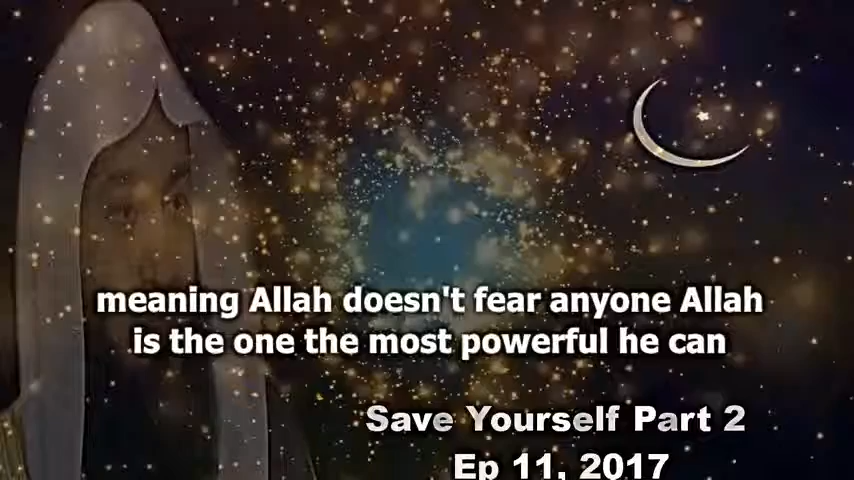 meaning Allah doesn't fear anyone Allah
is the one the most powerful he can
Save Yourself Part 2
Ep 11, 2017